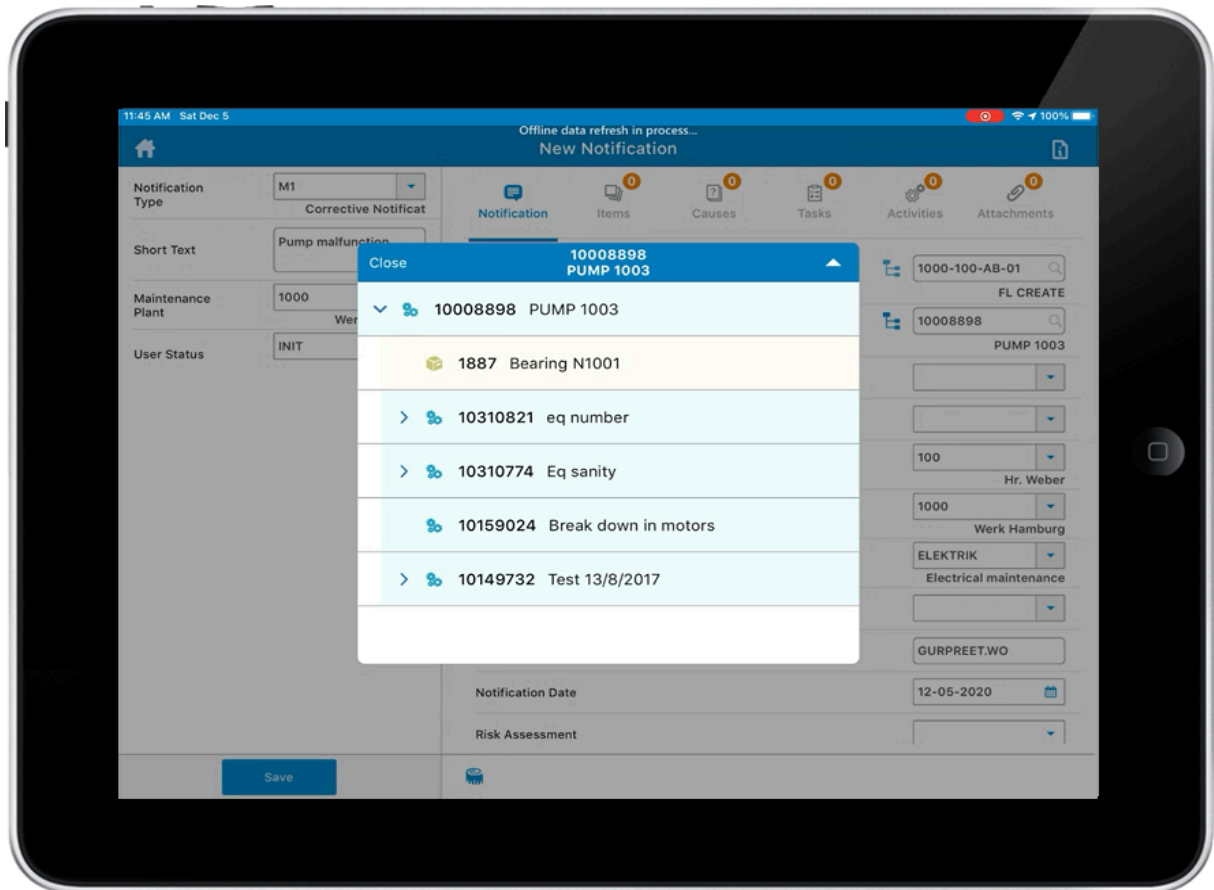 11:45 AM Sat Dec 5
100%
Offline data refresh in process...
New Notification
Notification
Type
M1
Corrective Notificat
Short Text
Pump malfunction
Maintenance
Plant
1000
Wer
User Status
INIT
Notification
0
Items
0
Causes
0
Tasks
0
Activities
0
Attachments
Close
10008898
PUMP 1003
10008898 PUMP 1003
1887 Bearing N1001
10310821 eq number
10310774 Eq sanity
10159024 Break down in motors
10149732 Test 13/8/2017
1000-100-AB-01
FL CREATE
10008898
PUMP 1003
100
Hr. Weber
1000
Werk Hamburg
ELEKTRIK
Electrical maintenance
GURPREET.WO
Notification Date
12-05-2020
Risk Assessment
Save